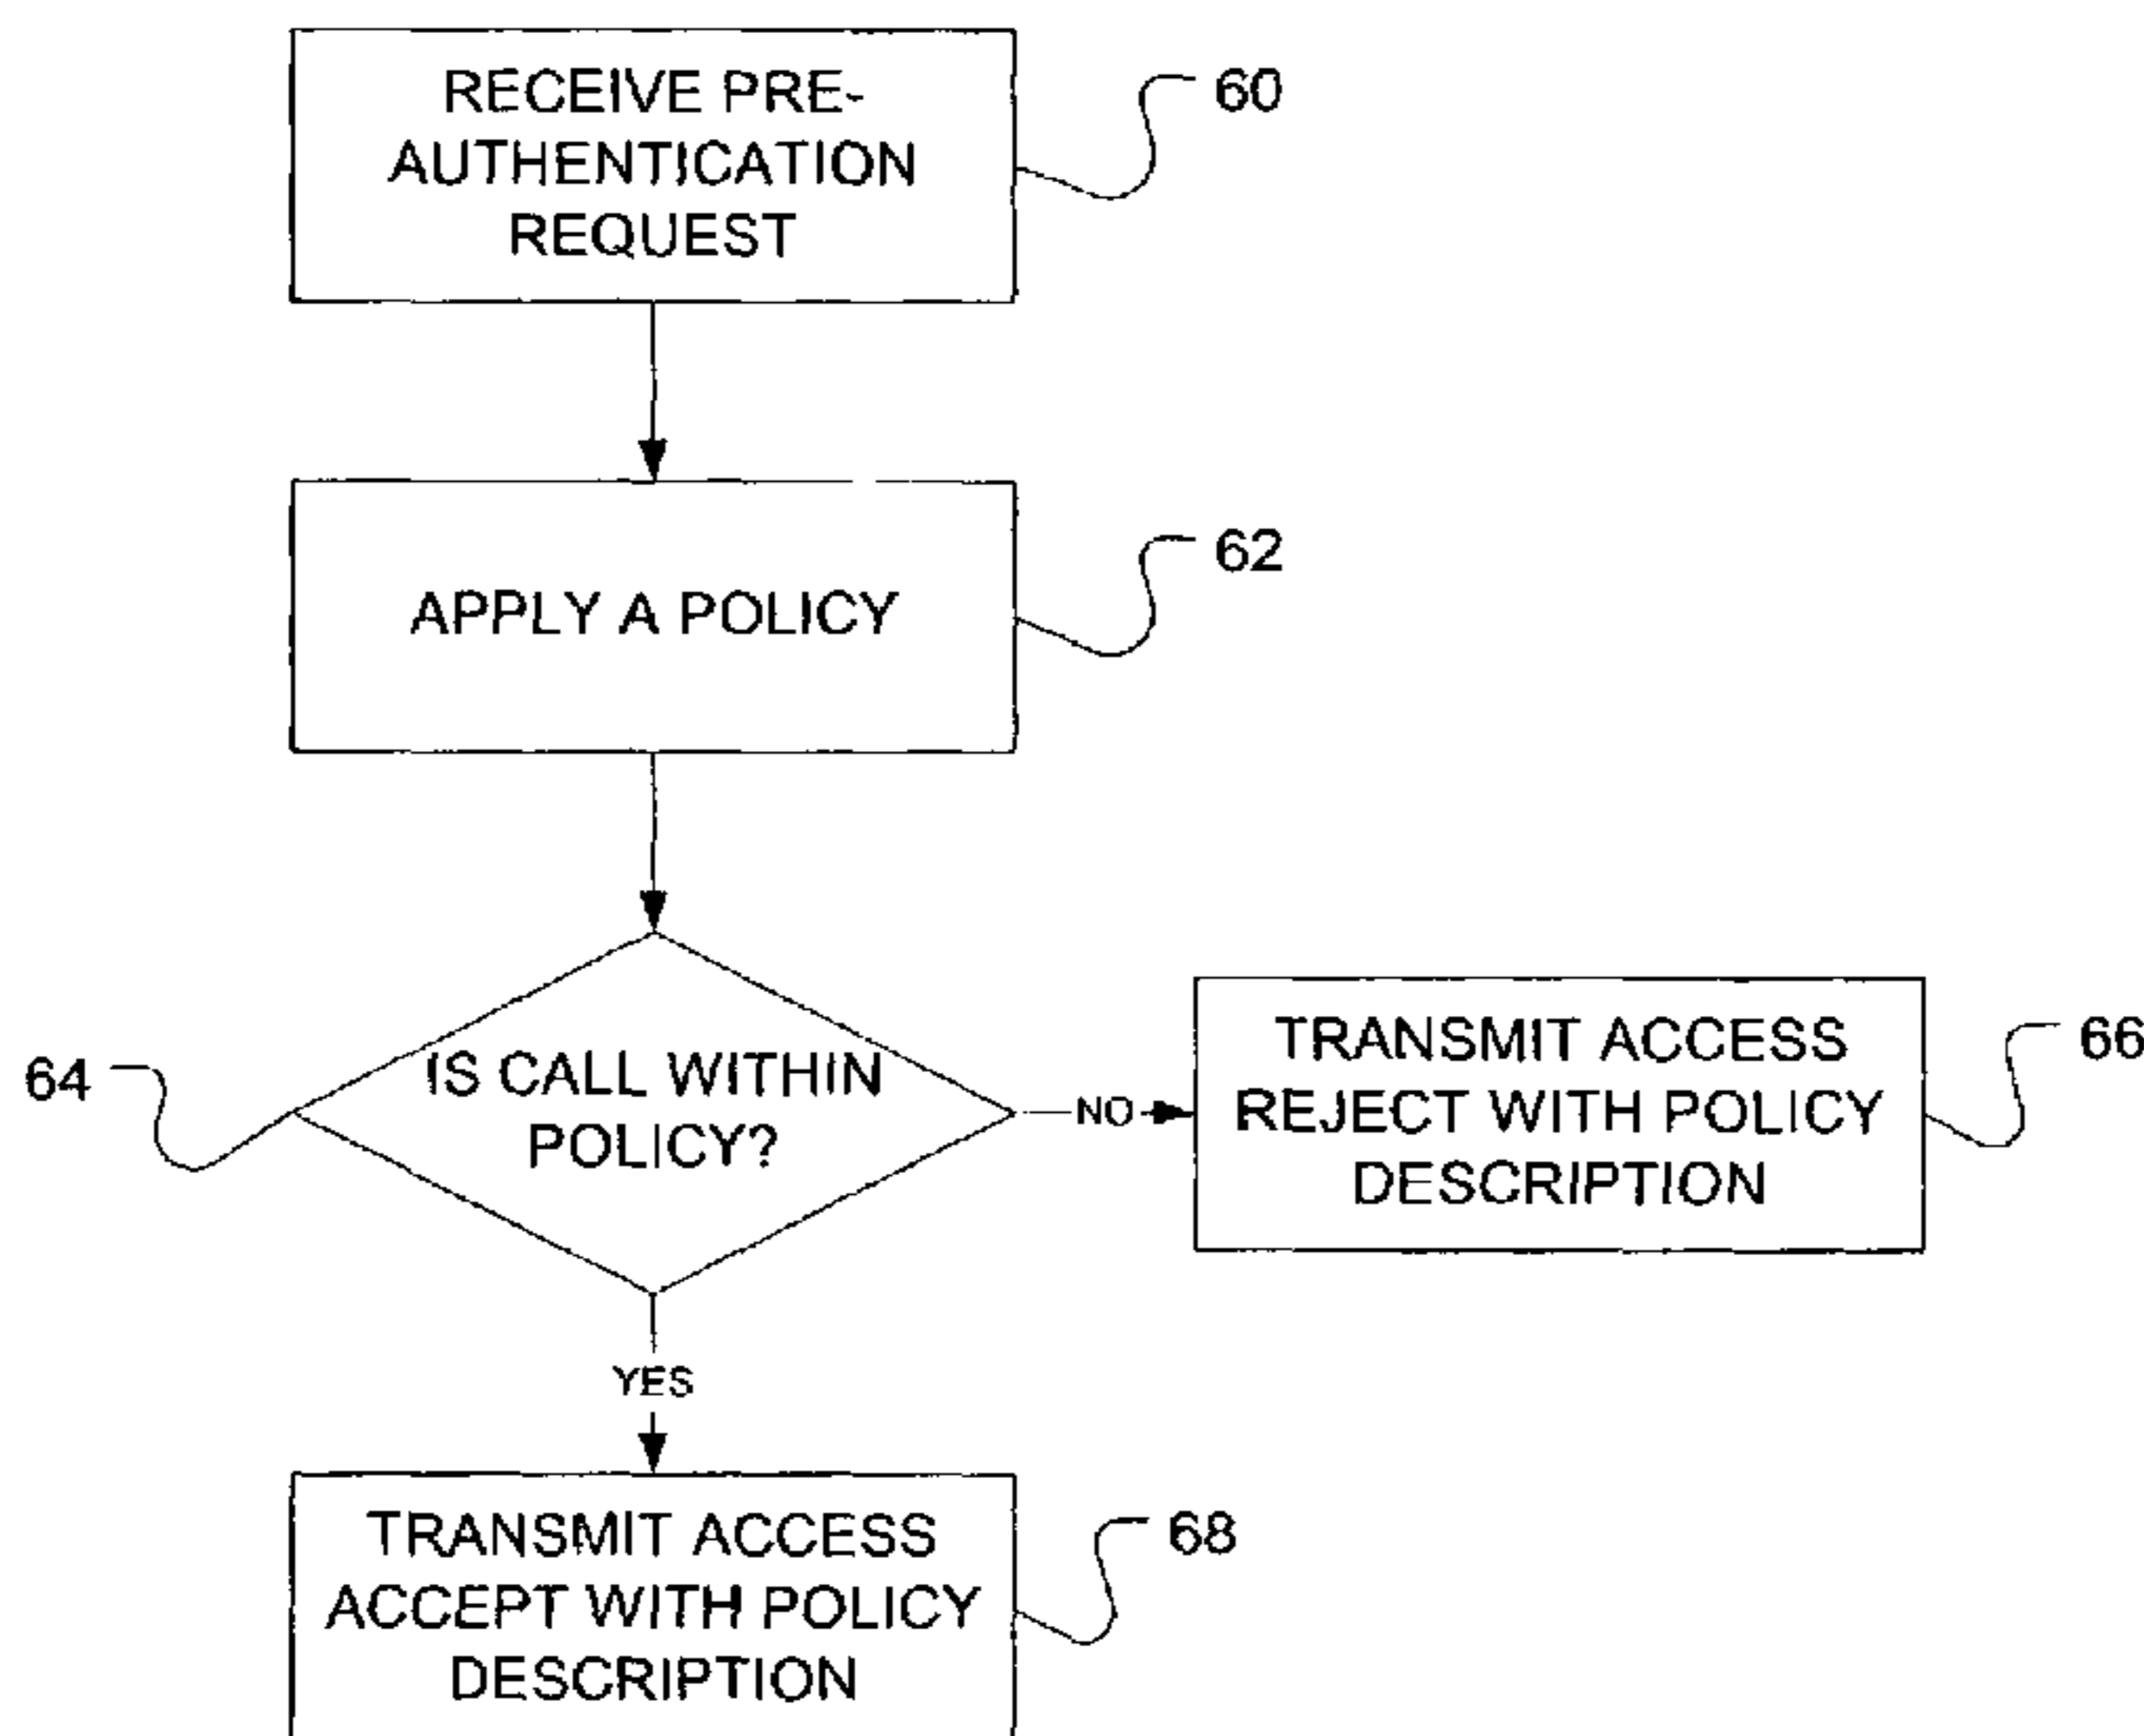 RECEIVE PRE-
AUTHENTICATION
REQUEST
60
APPLY A POLICY
62
64
IS CALL WITHIN
POLICY?
NO
TRANSMIT ACCESS
REJECT WITH POLICY
DESCRIPTION
66
YES
TRANSMIT ACCESS
ACCEPT WITH POLICY
DESCRIPTION
68